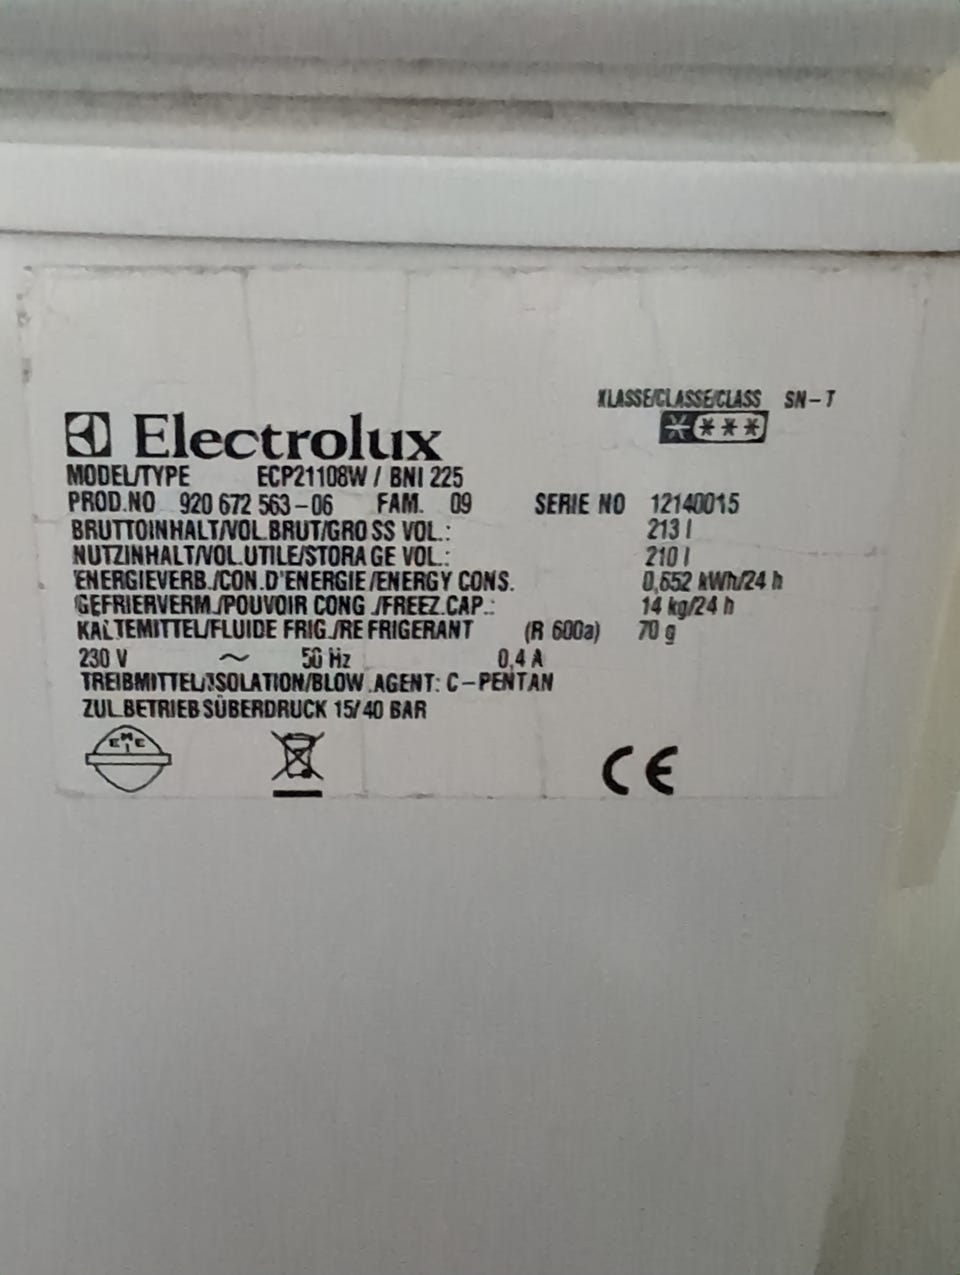 KLASSE/CLASSE/CLASS SN-T
Electrolux
MODEL/TYPE ECP21108W / BNI 225
PROD.NO 920 672 563-06 FAM. 09 SERIE NO 12140015
BRUTTOINHALT/VOL.BRUT/GROSS VOL.: 213 l
NUTZINHALT/VOL.UTILE/STORAGE VOL.: 210 l
ENERGIEVERB./CON.D'ENERGIE/ENERGY CONS. 0,652 kWh/24 h
GEFRIERVERM./POUVOIR CONG./FREEZ.CAP.: 14 kg/24 h
KALTEMITTEL/FLUIDE FRIG./REFRIGERANT (R 600a) 70 g
230 V ~ 50 Hz 0,4 A
TREIBMITTEL/ISOLATION/BLOW.AGENT: C-PENTAN
ZUL.BETRIEBSÜBERDRUCK 15/40 BAR
EMEI
CE